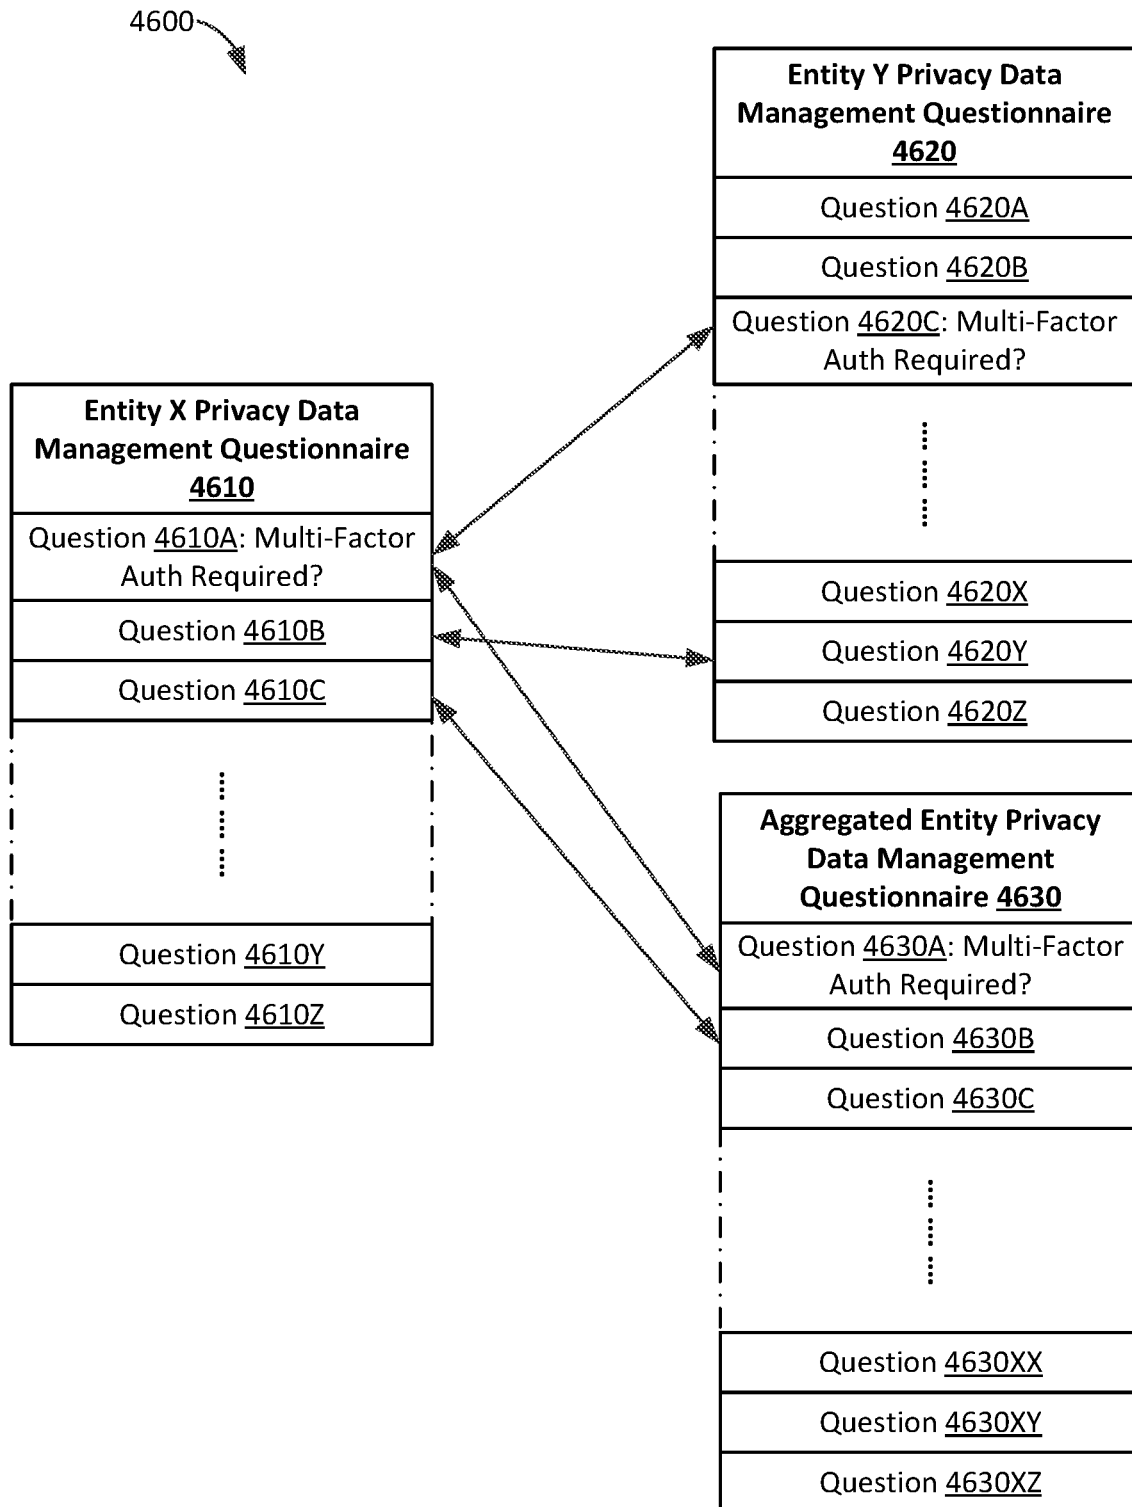 4600
Entity Y Privacy Data
Management Questionnaire
4620
Question 4620A
Question 4620B
Question 4620C: Multi-Factor
Auth Required?
Question 4620X
Question 4620Y
Question 4620Z
Entity X Privacy Data
Management Questionnaire
4610
Question 4610A: Multi-Factor
Auth Required?
Question 4610B
Question 4610C
Question 4610Y
Question 4610Z
Aggregated Entity Privacy
Data Management
Questionnaire 4630
Question 4630A: Multi-Factor
Auth Required?
Question 4630B
Question 4630C
Question 4630XX
Question 4630XY
Question 4630XZ